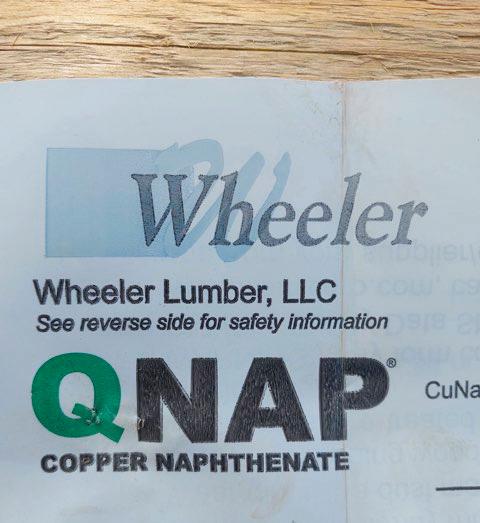 Wheeler
Wheeler Lumber, LLC
See reverse side for safety information
QNAP®
CuNa
COPPER NAPHTHENATE